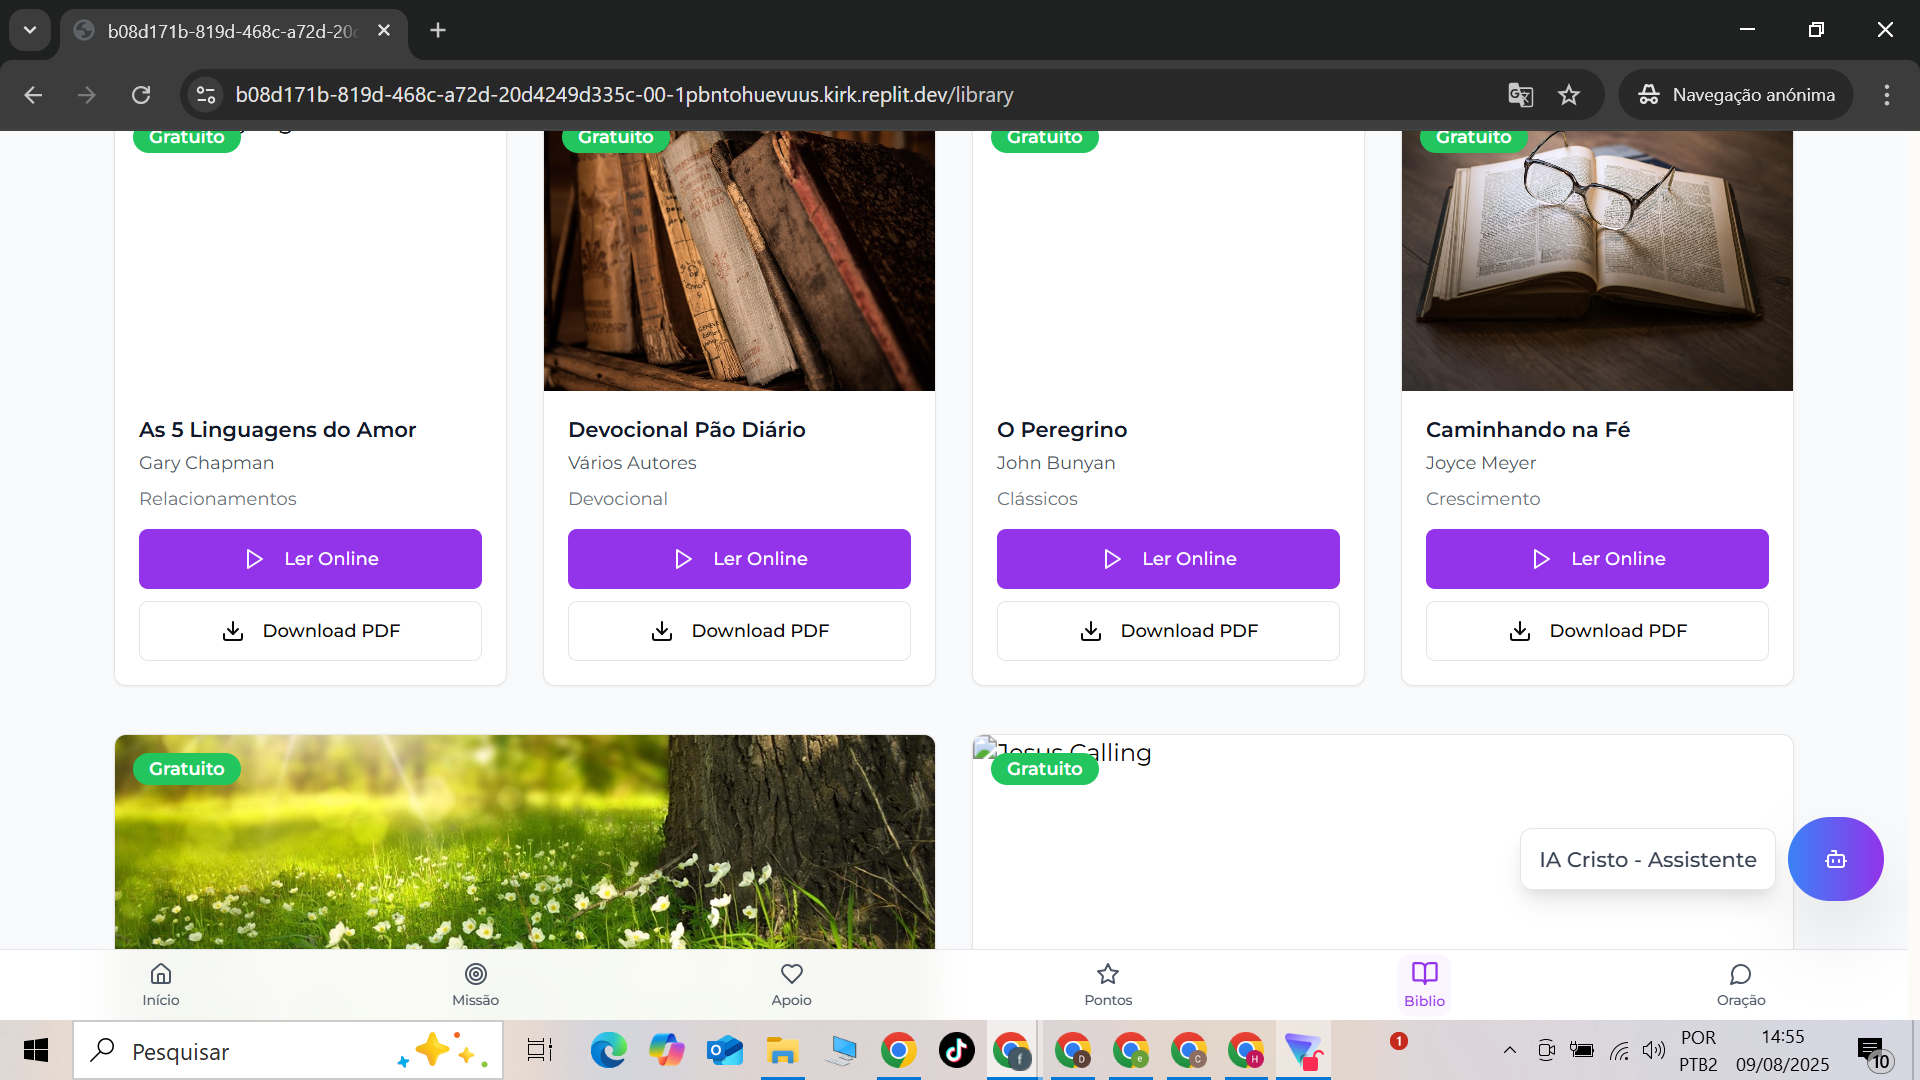 b08d171b-819d-468c-a72d-20d
b08d171b-819d-468c-a72d-20d4249d335c-00-1pbntohuevuus.kirk.replit.dev/library
Navegação anónima
Gratuito
Gratuito
Gratuito
Gratuito
As 5 Linguagens do Amor
Gary Chapman
Relacionamentos
Ler Online
Download PDF
Devocional Pão Diário
Vários Autores
Devocional
Ler Online
Download PDF
O Peregrino
John Bunyan
Clássicos
Ler Online
Download PDF
Caminhando na Fé
Joyce Meyer
Crescimento
Ler Online
Download PDF
Gratuito
Jesus Calling
Gratuito
IA Cristo - Assistente
Início
Missão
Apoio
Pontos
Biblio
Oração
Pesquisar
f
D
e
C
H
1
POR
PTB2
14:55
09/08/2025
10